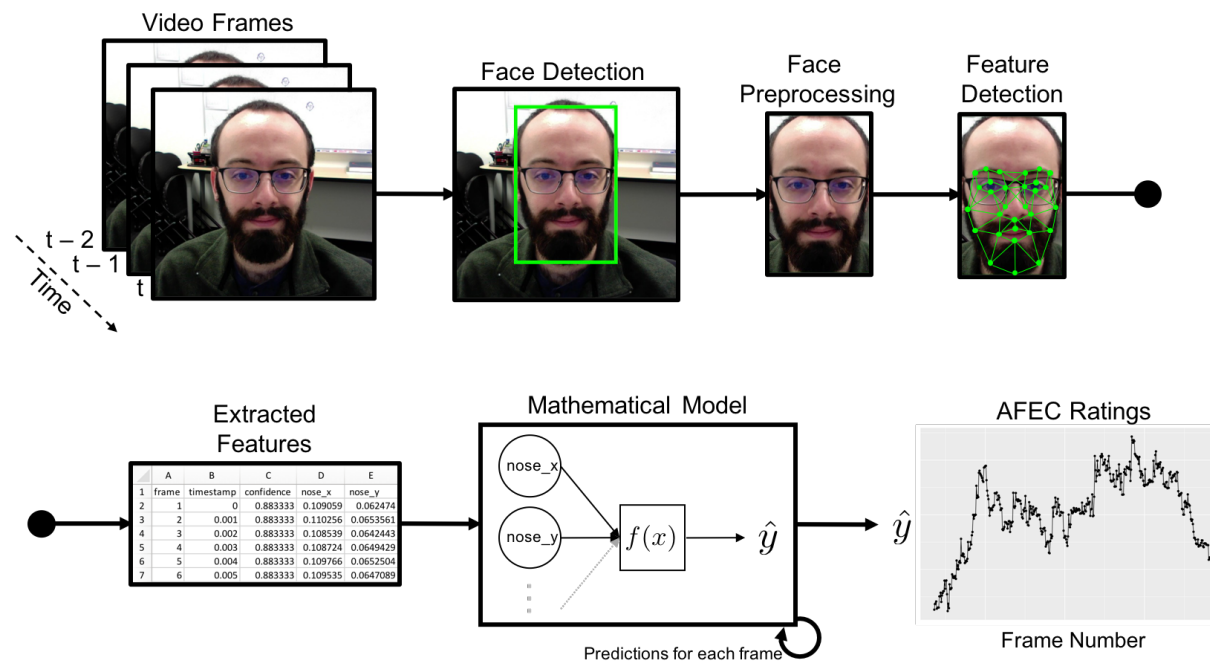 Video Frames
Face Detection
Face
Preprocessing
Feature
Detection
t – 2
t – 1
t
Time
Extracted
Features
A B C D E
1 frame timestamp confidence nose_x nose_y
2 1 0 0.883333 0.109059 0.062474
3 2 0.001 0.883333 0.110256 0.0653561
4 3 0.002 0.883333 0.108539 0.0642443
5 4 0.003 0.883333 0.108724 0.0649429
6 5 0.004 0.883333 0.109766 0.0652504
7 6 0.005 0.883333 0.109535 0.0647089
Mathematical Model
nose_x
nose_y
f(x)
ŷ
Predictions for each frame
AFEC Ratings
ŷ
Frame Number